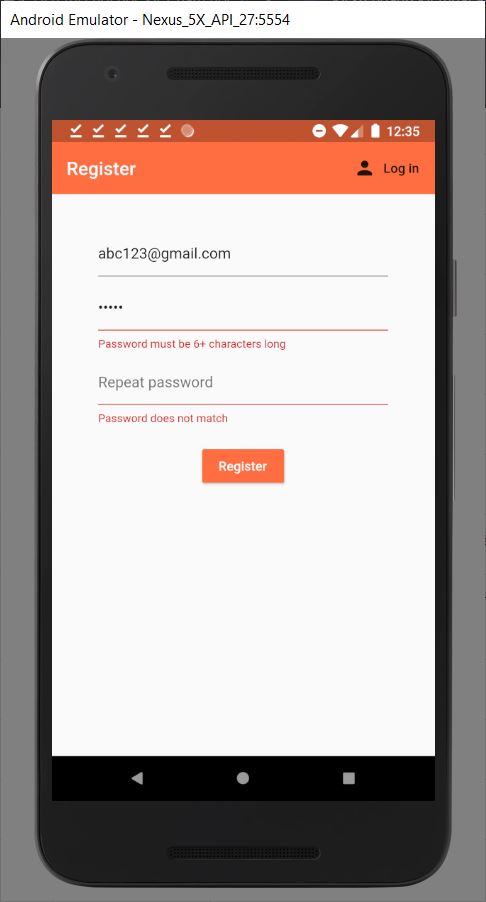 Android Emulator - Nexus_5X_API_27:5554
12:35
Register
Log in
abc123@gmail.com
•••••
Password must be 6+ characters long
Repeat password
Password does not match
Register